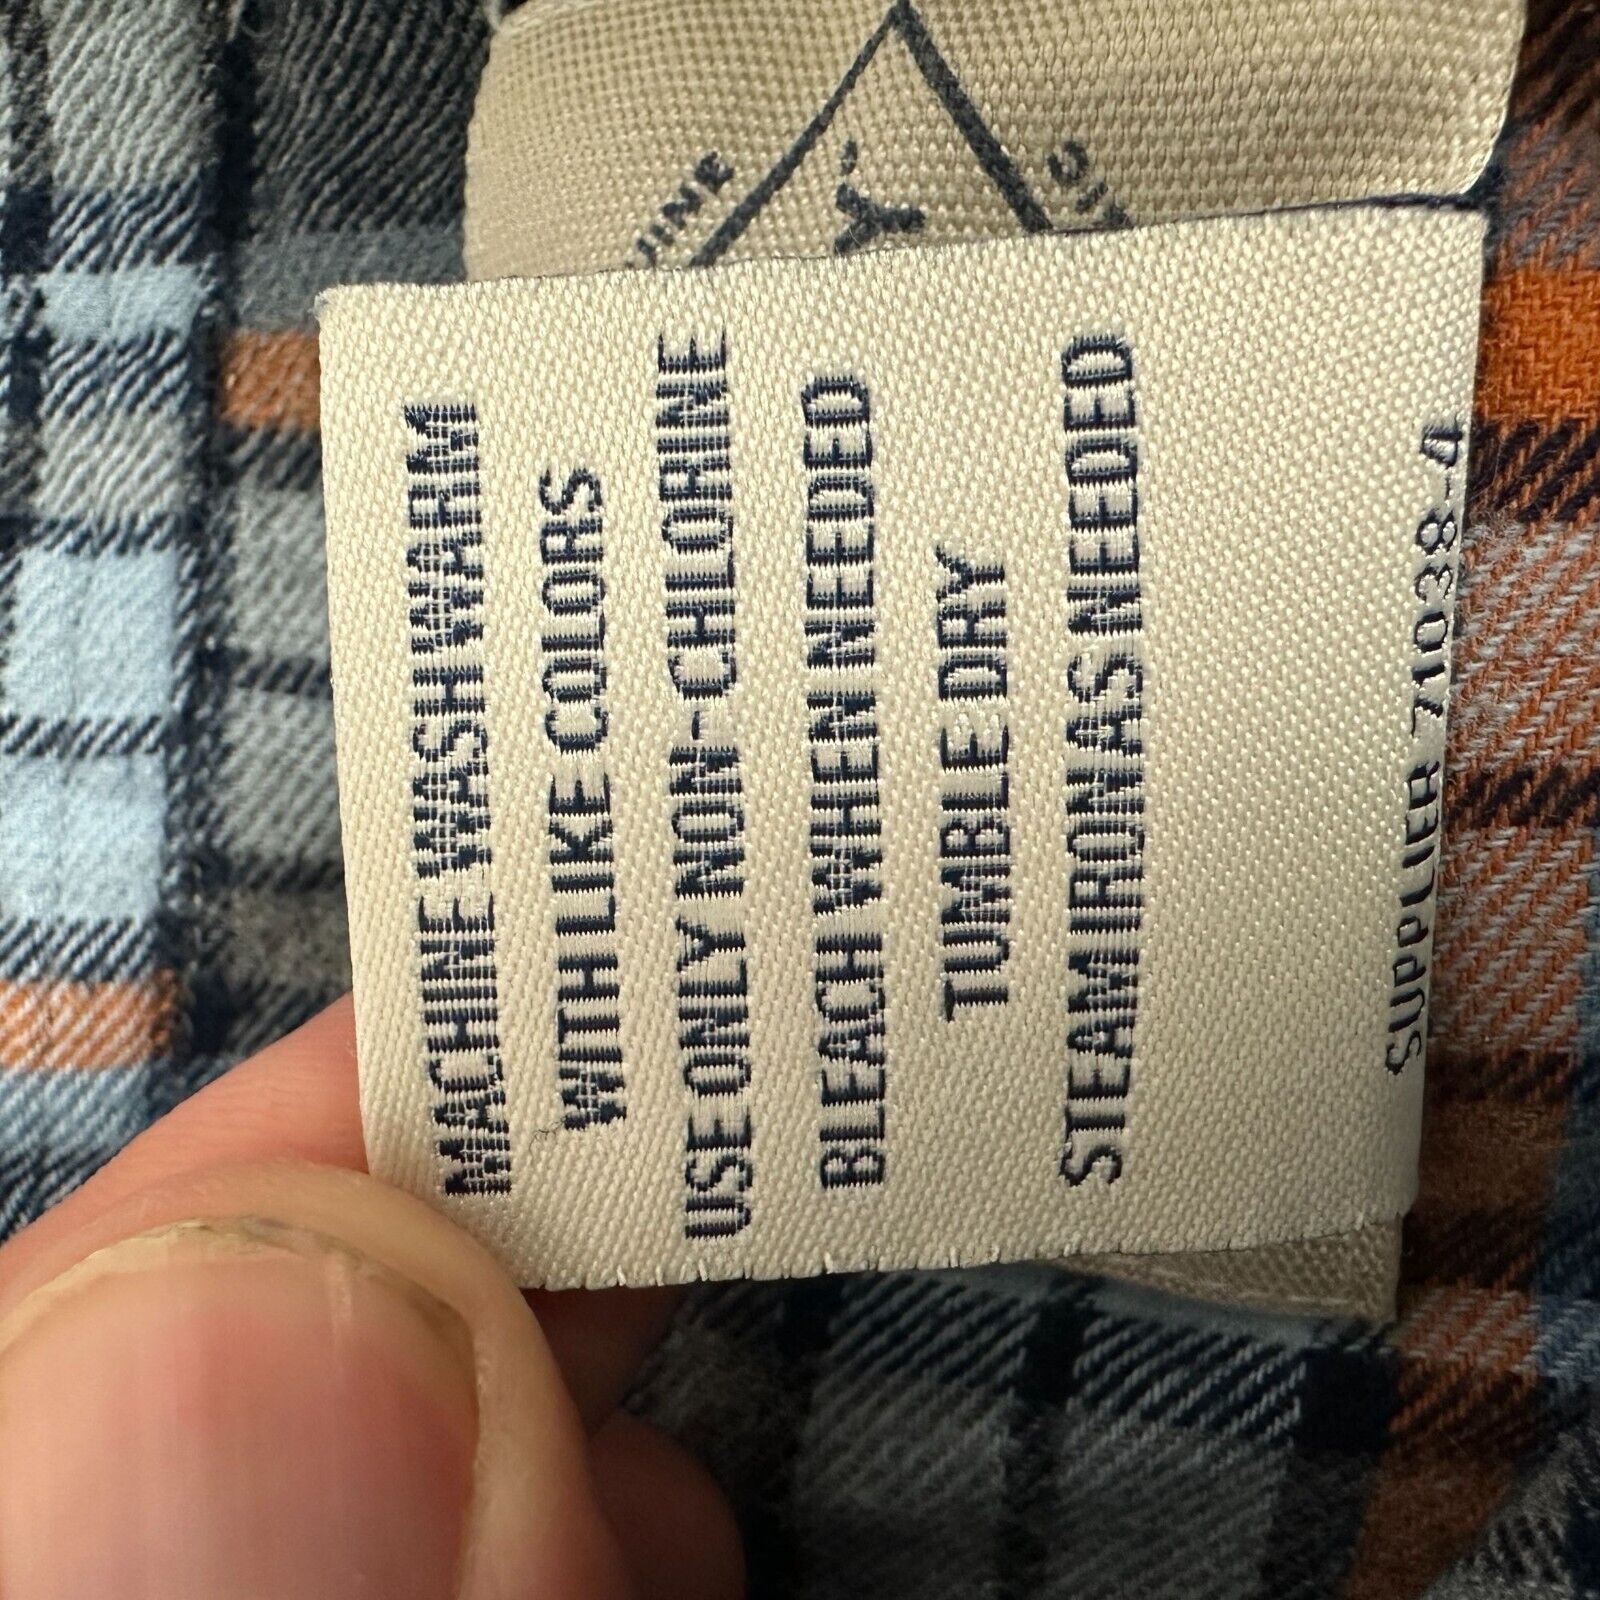 MACHINE WASH WARM
WITH LIKE COLORS
USE ONLY NON-CHLORINE
BLEACH WHEN NEEDED
TUMBLE DRY
STEAM IRON AS NEEDED
SUPPLIER 71038-4